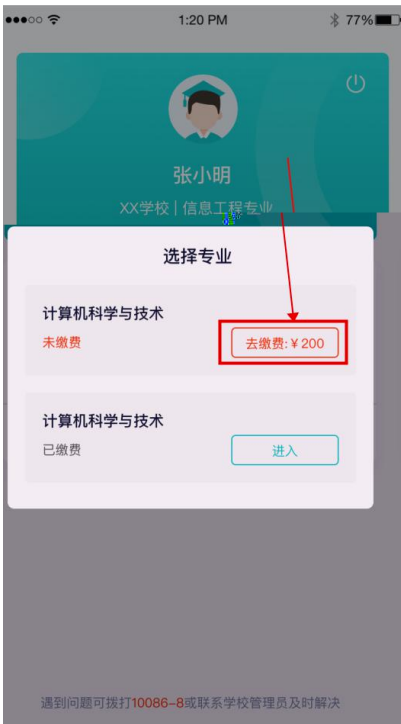 1:20 PM 77%
张小明
XX学校 | 信息工程专业
选择专业
计算机科学与技术
未缴费
去缴费:¥200
计算机科学与技术
已缴费
进入
遇到问题可拨打10086-8或联系学校管理员及时解决